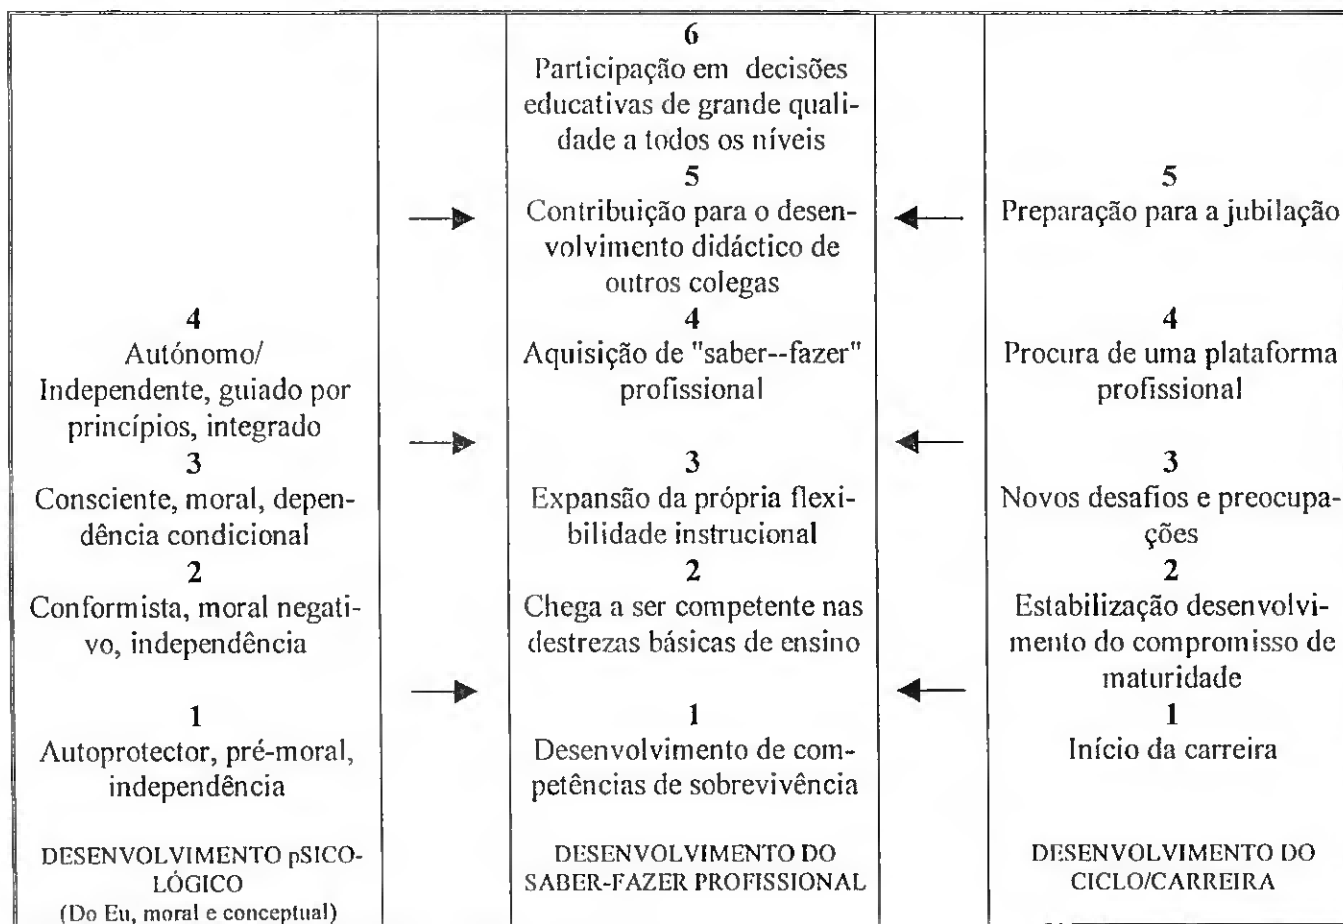 6
Participação em decisões
educativas de grande quali-
dade a todos os níveis
5
Contribuição para o desen-
volvimento didáctico de
outros colegas
4
Aquisição de "saber--fazer"
profissional
3
Expansão da própria flexi-
bilidade instrucional
2
Chega a ser competente nas
destrezas básicas de ensino
1
Desenvolvimento de com-
petências de sobrevivência
DESENVOLVIMENTO DO
SABER-FAZER PROFISSIONAL
4
Autónomo/
Independente, guiado por
princípios, integrado
3
Consciente, moral, depen-
dência condicional
2
Conformista, moral negati-
vo, independência
1
Autoprotector, pré-moral,
independência
DESENVOLVIMENTO pSICO-
LÓGICO
(Do Eu, moral e conceptual)
5
Preparação para a jubilação
4
Procura de uma plataforma
profissional
3
Novos desafios e preocupa-
ções
2
Estabilização desenvolvi-
mento do compromisso de
maturidade
1
Início da carreira
DESENVOLVIMENTO DO
CICLO/CARREIRA